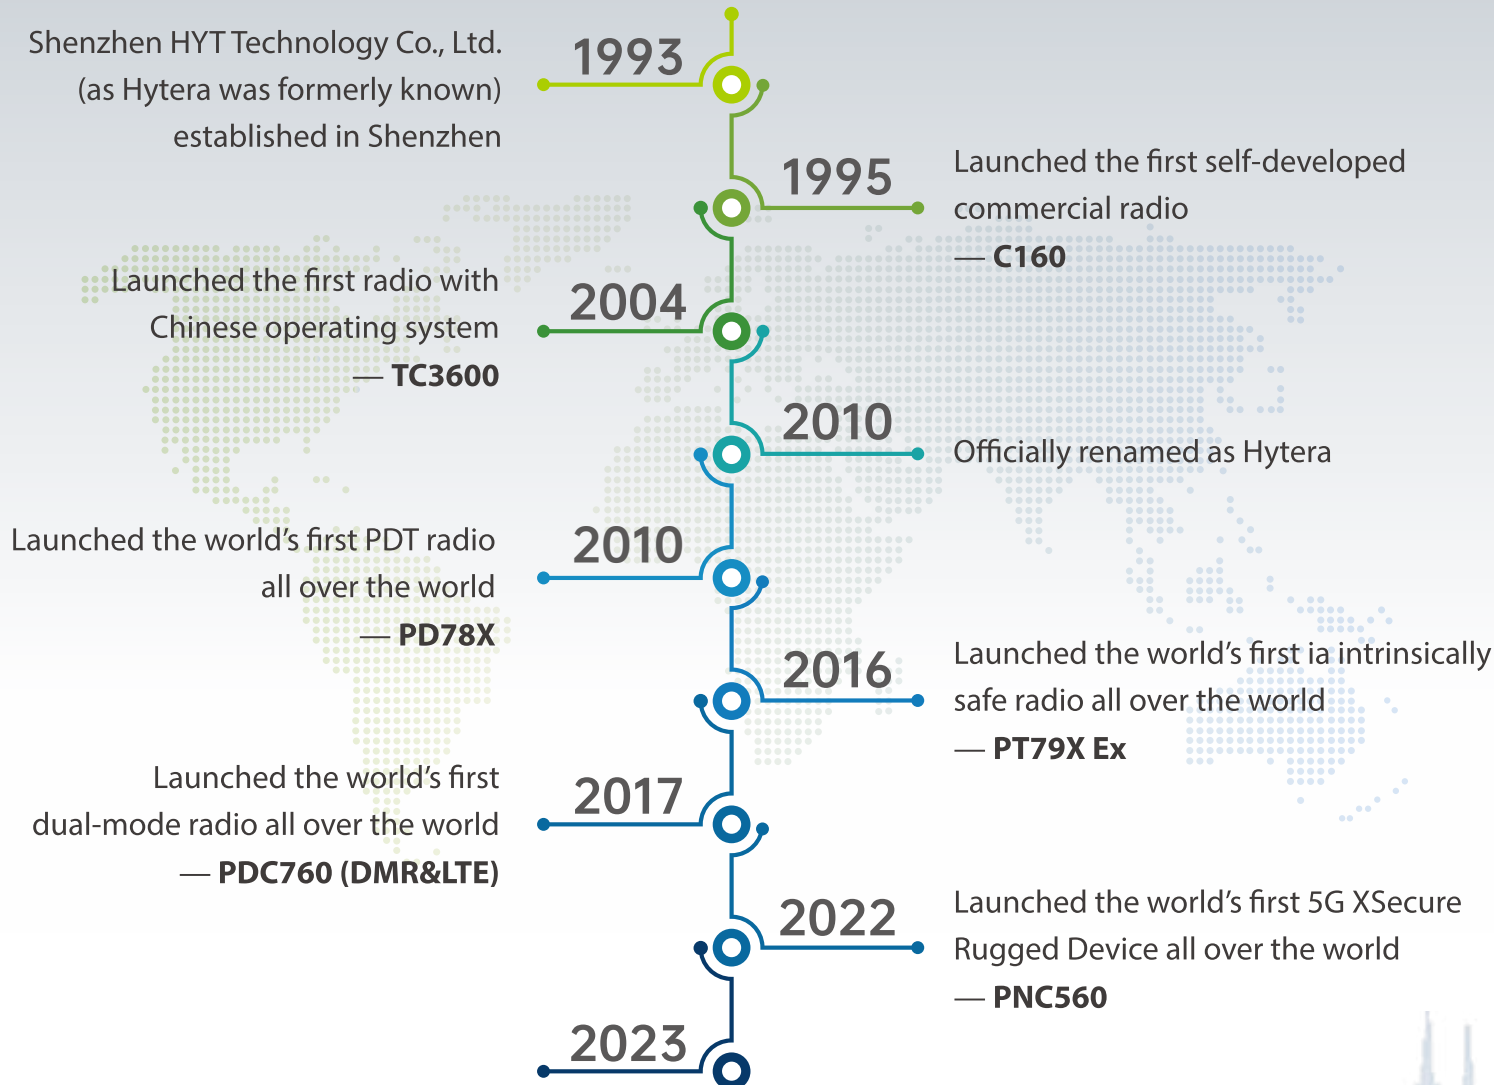 Shenzhen HYT Technology Co., Ltd.
(as Hytera was formerly known)
established in Shenzhen
1993
1995
Launched the first self-developed
commercial radio
— C160
Launched the first radio with
Chinese operating system
— TC3600
2004
2010
Officially renamed as Hytera
Launched the world’s first PDT radio
all over the world
— PD78X
2010
2016
Launched the world’s first ia intrinsically
safe radio all over the world
— PT79X Ex
Launched the world’s first
dual-mode radio all over the world
— PDC760 (DMR&LTE)
2017
2022
Launched the world’s first 5G XSecure
Rugged Device all over the world
— PNC560
2023